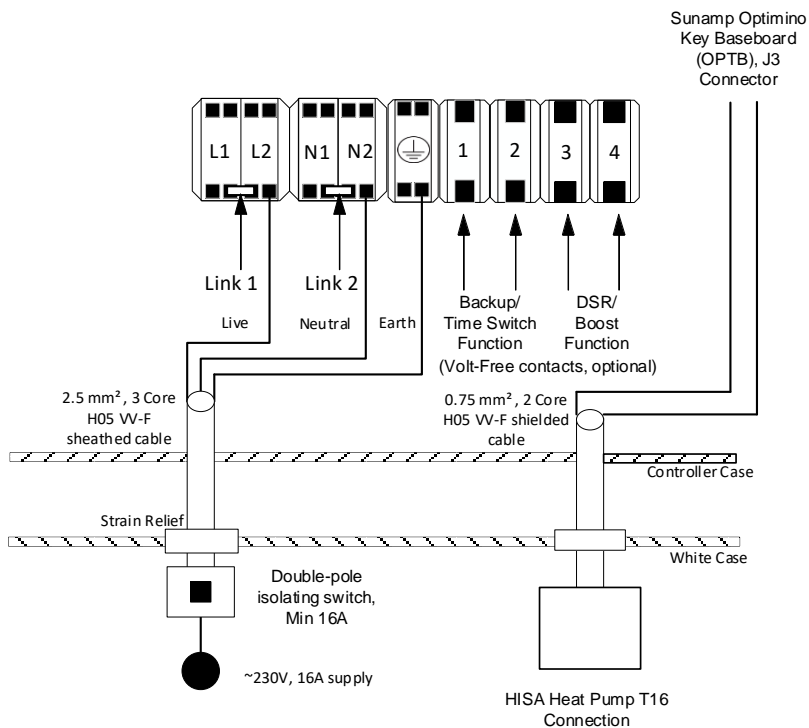 Sunamp Optimino
Key Baseboard
(OPTB), J3
Connector
L1 L2 N1 N2 1 2 3 4
Link 1
Link 2
Backup/
Time Switch
Function
DSR/
Boost
Function
(Volt-Free contacts, optional)
Live
Neutral
Earth
2.5 mm², 3 Core
H05 VV-F
sheathed cable
0.75 mm², 2 Core
H05 VV-F shielded
cable
Controller Case
Strain Relief
White Case
Double-pole
isolating switch,
Min 16A
~230V, 16A supply
HISA Heat Pump T16
Connection